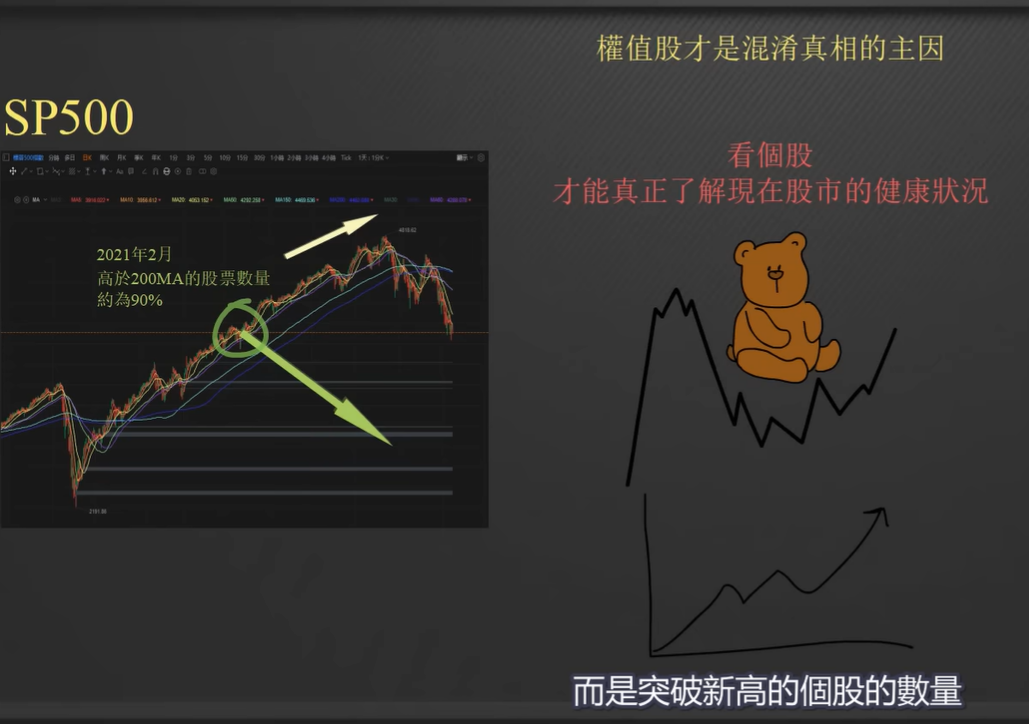 權值股才是混淆真相的主因
SP500
看個股
才能真正了解現在股市的健康狀況
2021年2月
高於200MA的股票數量
約為90%
4818.62
2191.86
而是突破新高的個股的數量